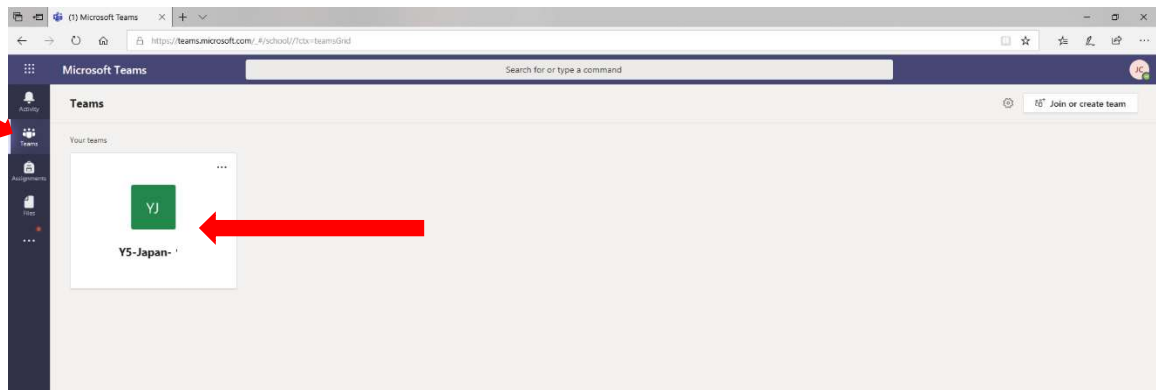 (1) Microsoft Teams
https://teams.microsoft.com/_#/school//?ctx=teamsGrid
Microsoft Teams
Search for or type a command
JC
Activity
Teams
Join or create team
Teams
Your teams
Assignments
Files
YJ
Y5-Japan-